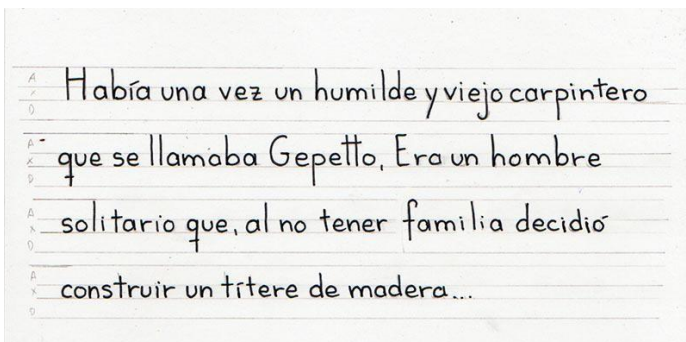 Había una vez un humilde y viejo carpintero
que se llamaba Gepetto. Era un hombre
solitario que, al no tener familia decidió
construir un títere de madera...